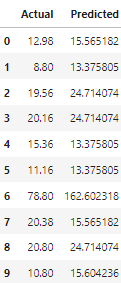 Actual Predicted
0 12.98 15.565182
1 8.80 13.375805
2 19.56 24.714074
3 20.16 24.714074
4 15.36 13.375805
5 11.16 13.375805
6 78.80 162.602318
7 20.38 15.565182
8 20.80 24.714074
9 10.80 15.604236